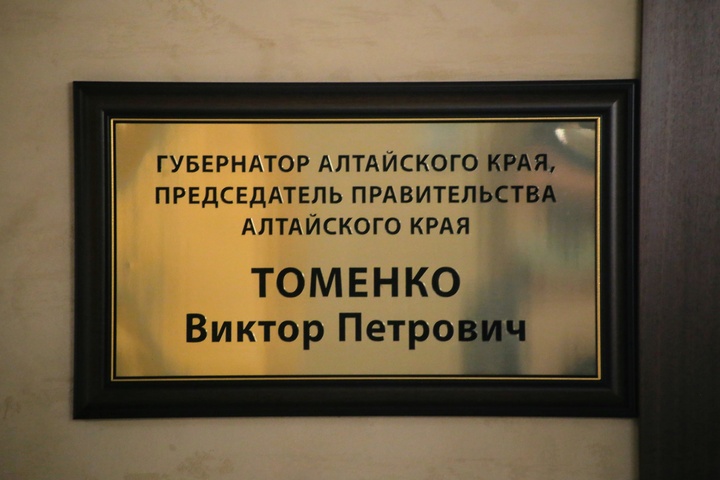 ГУБЕРНАТОР АЛТАЙСКОГО КРАЯ,
ПРЕДСЕДАТЕЛЬ ПРАВИТЕЛЬСТВА
АЛТАЙСКОГО КРАЯ
ТОМЕНКО
Виктор Петрович